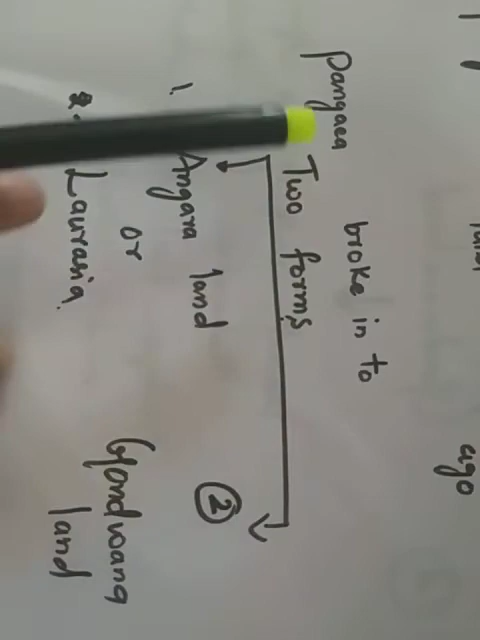 ago
Pangaea broke in to
Two forms
1. Angara land
or
Laurasia.
②
Gondwana
land